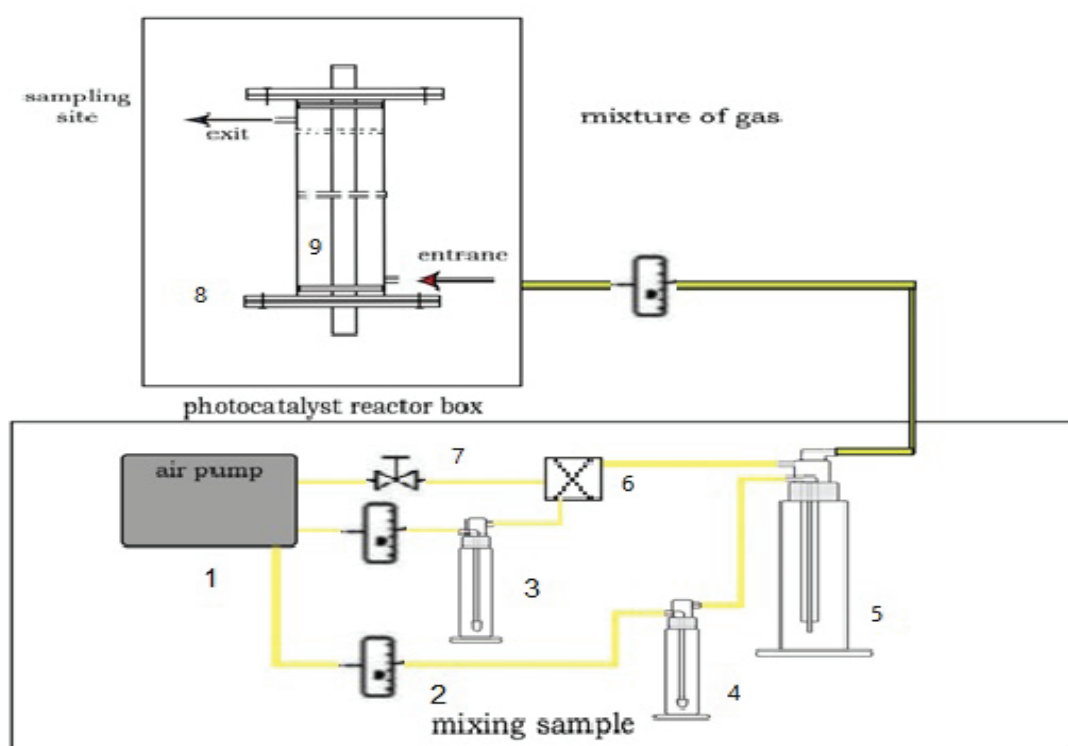 sampling
site
exit
mixture of gas
9
entranc
8
photocatalyst reactor box
air pump
7
6
1
3
5
2
4
mixing sample